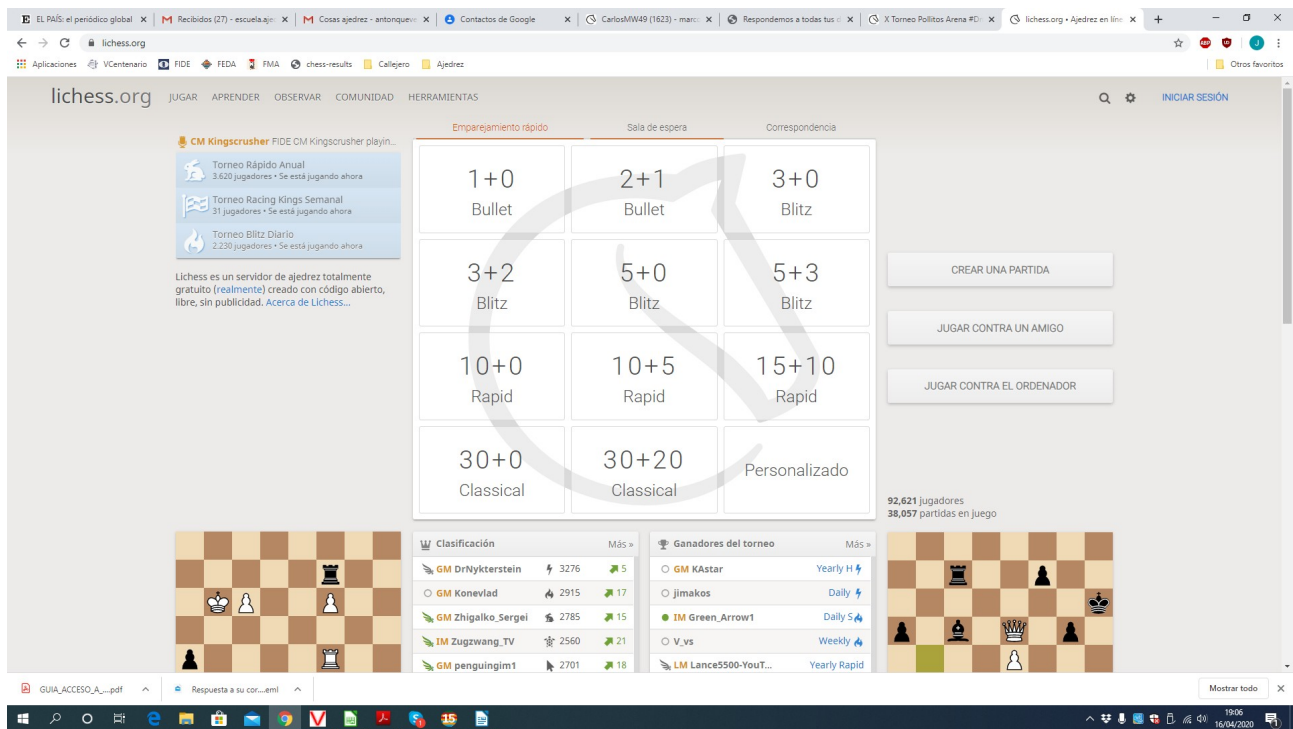 EL PAÍS: el periódico global
Recibidos (27) - escuela.aje
Cosas ajedrez - antonqueve
Contactos de Google
CarlosMW49 (1623) - marc
Respondemos a todas tus d
X Torneo Pollitos Arena #D
lichess.org • Ajedrez en líne
lichess.org
Aplicaciones
VCentenario
FIDE
FEDA
FMA
chess-results
Callejero
Ajedrez
Otros favoritos
lichess.org JUGAR APRENDER OBSERVAR COMUNIDAD HERRAMIENTAS INICIAR SESIÓN
Emparejamiento rápido Sala de espera Correspondencia
CM Kingscrusher FIDE CM Kingscrusher playin...
Torneo Rápido Anual
3.620 jugadores • Se está jugando ahora
Torneo Racing Kings Semanal
31 jugadores • Se está jugando ahora
Torneo Blitz Diario
2.230 jugadores • Se está jugando ahora
Lichess es un servidor de ajedrez totalmente
gratuito (realmente) creado con código abierto,
libre, sin publicidad. Acerca de Lichess...
1+0
Bullet
2+1
Bullet
3+0
Blitz
3+2
Blitz
5+0
Blitz
5+3
Blitz
10+0
Rapid
10+5
Rapid
15+10
Rapid
30+0
Classical
30+20
Classical
Personalizado
CREAR UNA PARTIDA
JUGAR CONTRA UN AMIGO
JUGAR CONTRA EL ORDENADOR
92,621 jugadores
38,057 partidas en juego
Clasificación Más »
GM DrNykterstein 3276 5
GM Konevlad 2915 17
GM Zhigalko_Sergei 2785 15
IM Zugzwang_TV 2560 21
GM penguingim1 2701 18
Ganadores del torneo Más »
GM KAstar Yearly H
jimakos Daily
IM Green_Arrow1 Daily S
V_vs Weekly
LM Lance5500-YouT... Yearly Rapid
GUIA_ACCESO_A_....pdf
Respuesta a su cor....eml
Mostrar todo
19:06
16/04/2020